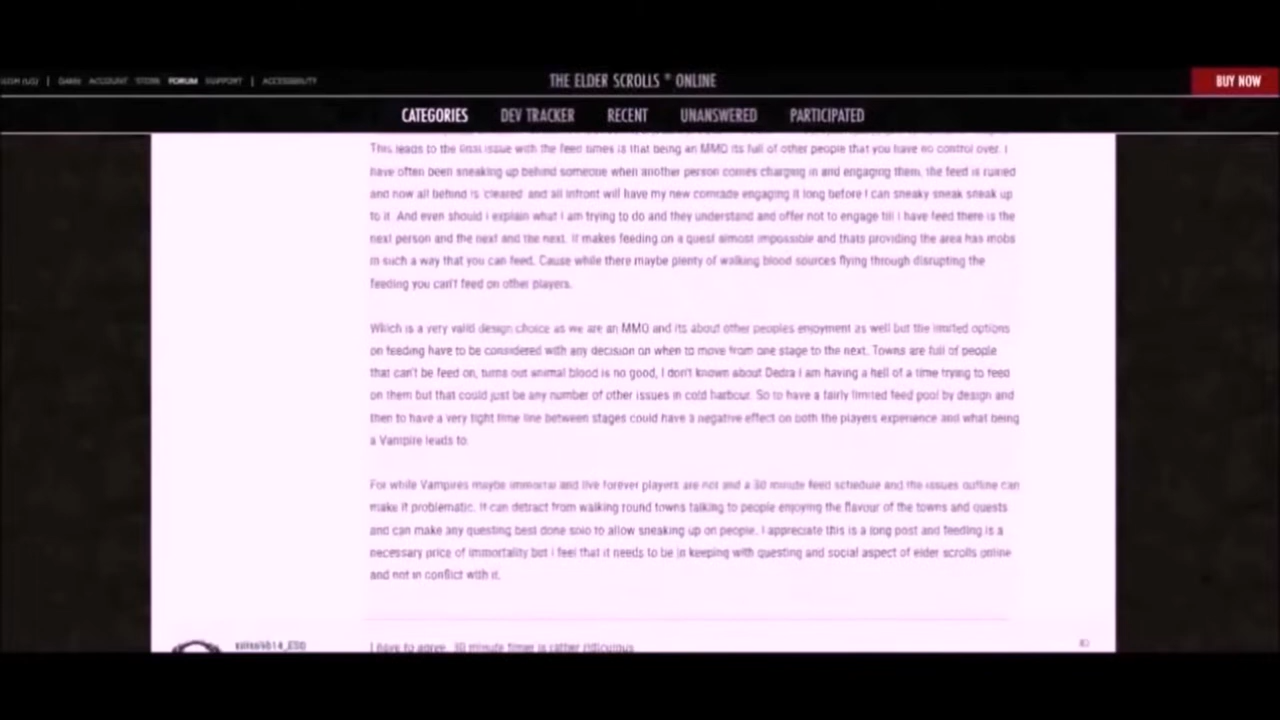 GAME ACCOUNT STORE FORUM SUPPORT | ACCESSIBILITY
THE ELDER SCROLLS ® ONLINE
BUY NOW
CATEGORIES DEV TRACKER RECENT UNANSWERED PARTICIPATED
This leads to the final issue with the feed times is that being an MMO its full of other people that you have no control over. I
have often been sneaking up behind someone when another person comes charging in and engaging them, the feed is ruined
and now all behind is 'cleared' and all infront will have my new comrade engaging it long before I can sneaky sneak sneak up
to it. And even should i explain what I am trying to do and they understand and offer not to engage till i have feed there is the
next person and the next and the next. It makes feeding on a quest almost impossible and thats providing the area has mobs
in such a way that you can feed. Cause while there maybe plenty of walking blood sources flying through disrupting the
feeding you can't feed on other players.
Which is a very valid design choice as we are an MMO and its about other peoples enjoyment as well but the limited options
on feeding have to be considered with any decision on when to move from one stage to the next. Towns are full of people
that can't be feed on, turns out animal blood is no good, I don't known about Dedra I am having a hell of a time trying to feed
on them but that could just be any number of other issues in cold harbour. So to have a fairly limited feed pool by design and
then to have a very tight time line between stages could have a negative effect on both the players experience and what being
a Vampire leads to.
For while Vampires maybe immortal and live forever players are not and a 30 minute feed schedule and the issues outline can
make it problematic. It can detract from walking round towns talking to people enjoying the flavour of the towns and quests
and can make any questing best done solo to allow sneaking up on people. I appreciate this is a long post and feeding is a
necessary price of immortality but i feel that it needs to be in keeping with questing and social aspect of elder scrolls online
and not in conflict with it.
I have to agree. 30 minute timer is rather ridiculous